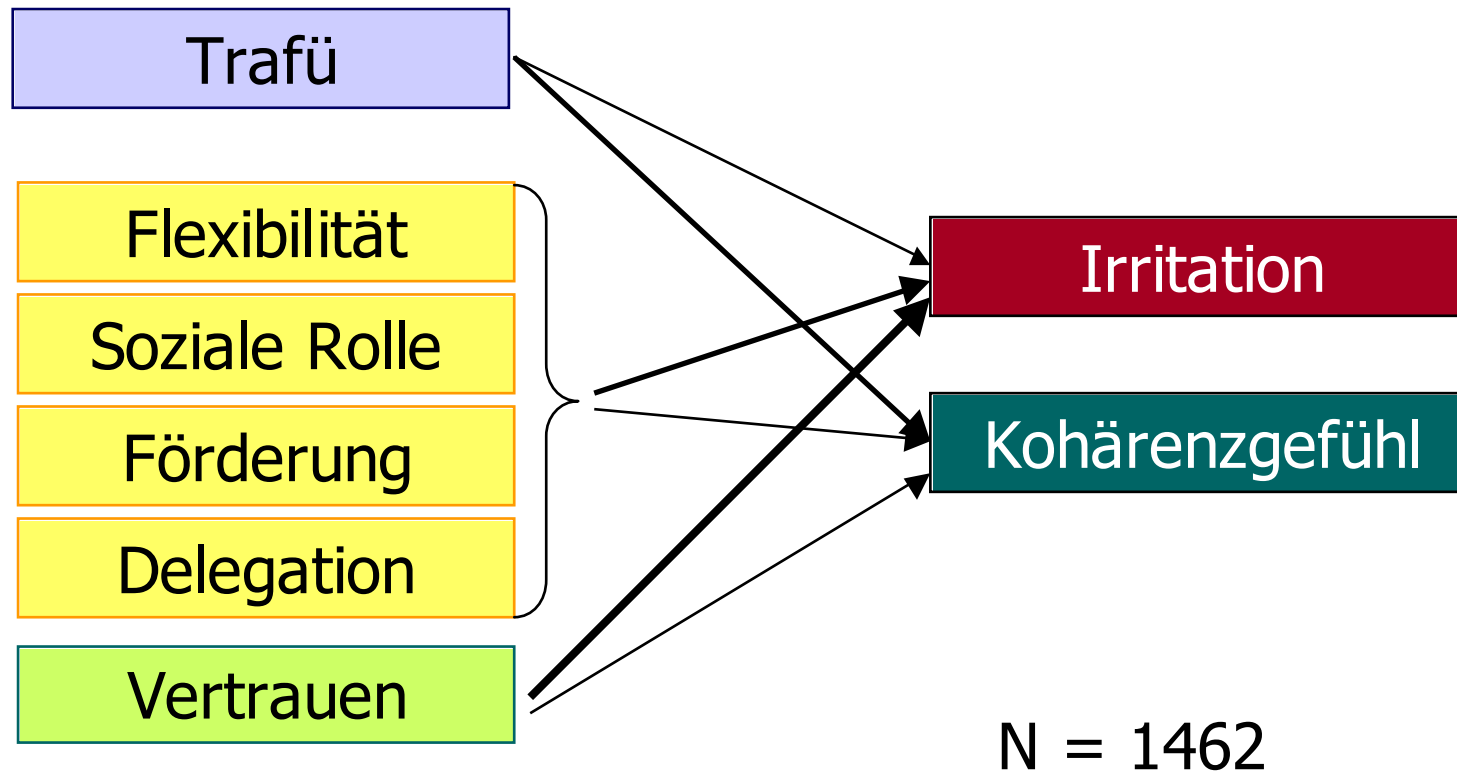 Trafü
Flexibilität
Soziale Rolle
Förderung
Delegation
Vertrauen
Irritation
Kohärenzgefühl
N = 1462